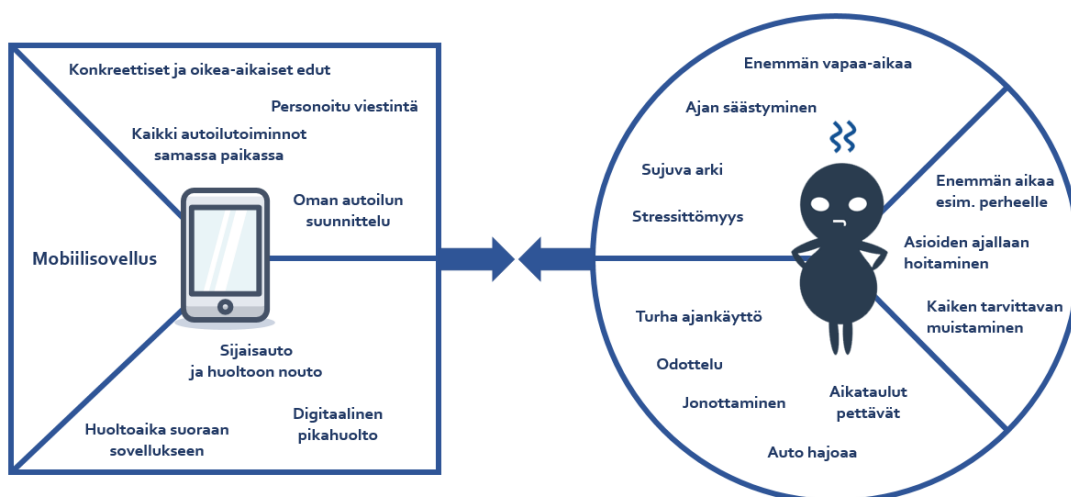 Konkreettiset ja oikea-aikaiset edut
Personoitu viestintä
Kaikki autoilutoiminnot
samassa paikassa
Oman autoilun
suunnittelu
Mobiilisovellus
Sijaisauto
ja huoltoon nouto
Digitaalinen
pikahuolto
Huoltoaika suoraan
sovellukseen
Enemmän vapaa-aikaa
Ajan säästyminen
Sujuva arki
Stressittömyys
Enemmän aikaa
esim. perheelle
Asioiden ajallaan
hoitaminen
Kaiken tarvittavan
muistaminen
Turha ajankäyttö
Odottelu
Jonottaminen
Aikataulut
pettävät
Auto hajoaa